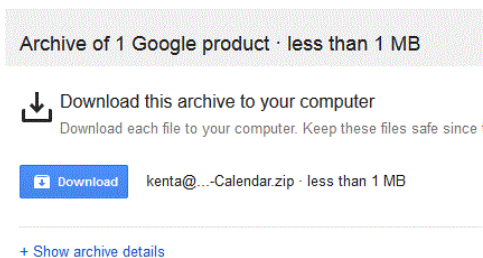 Archive of 1 Google product · less than 1 MB
Download this archive to your computer
Download each file to your computer. Keep these files safe since
Download kenta@...-Calendar.zip · less than 1 MB
+ Show archive details